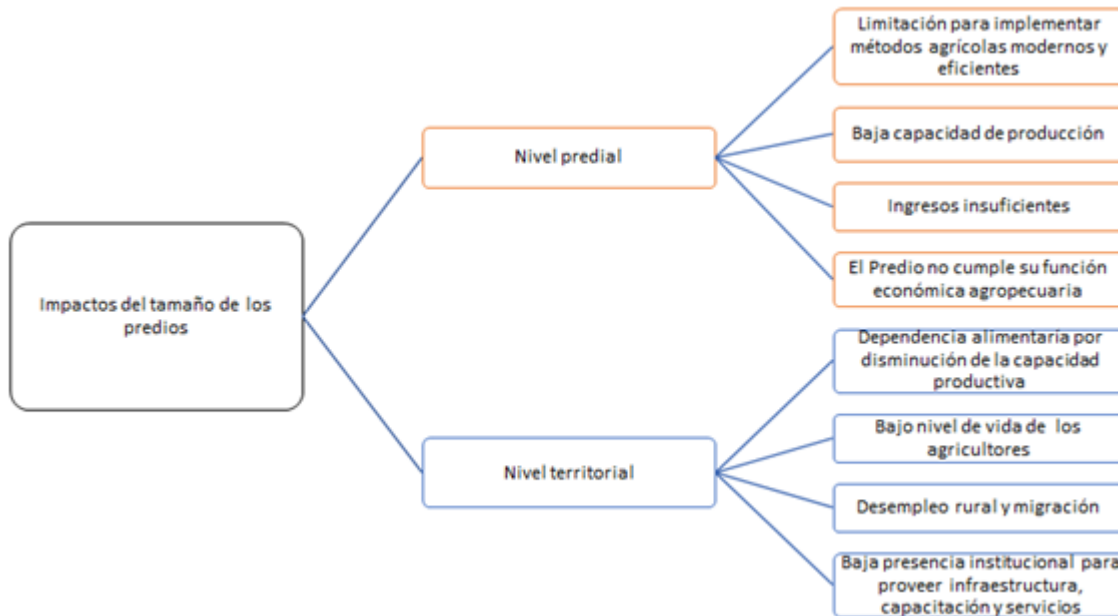 Impactos del tamaño de los
predios
Nivel predial
Limitación para implementar
métodos agrícolas modernos y
eficientes
Baja capacidad de producción
Ingresos insuficientes
El Predio no cumple su función
económica agropecuaria
Nivel territorial
Dependencia alimentaria por
disminución de la capacidad
productiva
Bajo nivel de vida de los
agricultores
Desempleo rural y migración
Baja presencia institucional para
proveer infraestructura,
capacitación y servicios